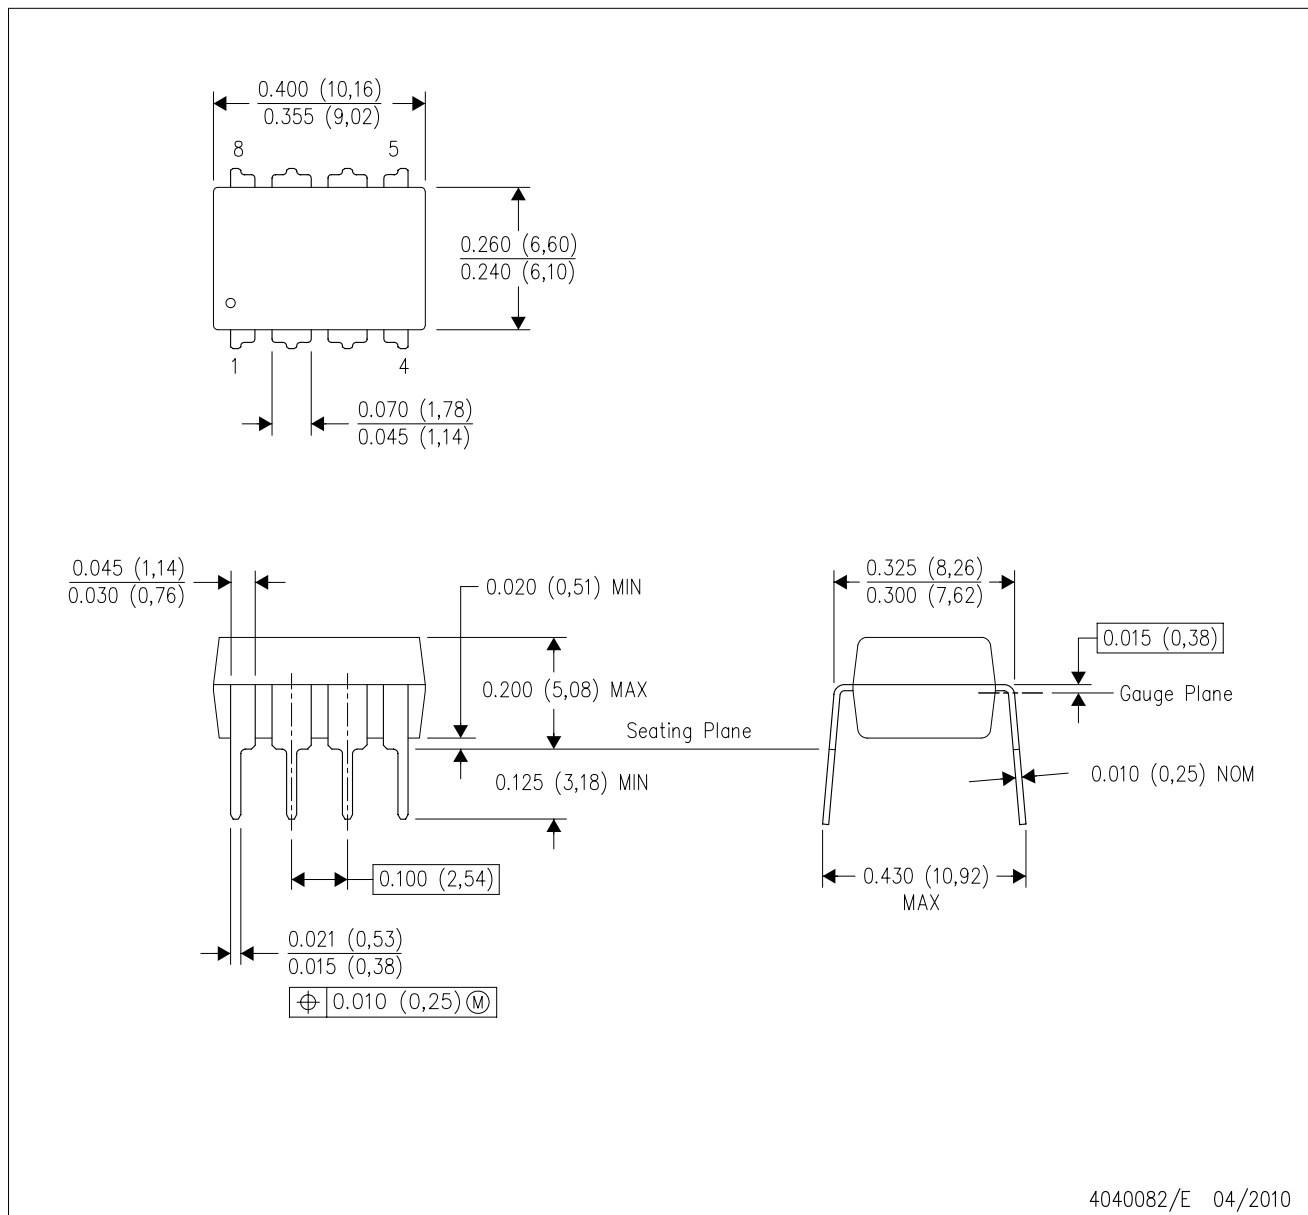 0.400 (10,16)
0.355 (9,02)
8
5
0.260 (6,60)
0.240 (6,10)
1
4
0.070 (1,78)
0.045 (1,14)
0.045 (1,14)
0.030 (0,76)
0.020 (0,51) MIN
0.325 (8,26)
0.300 (7,62)
0.015 (0,38)
0.200 (5,08) MAX
Gauge Plane
Seating Plane
0.125 (3,18) MIN
0.010 (0,25) NOM
0.100 (2,54)
0.430 (10,92)
MAX
0.021 (0,53)
0.015 (0,38)
⌖ 0.010 (0,25) Ⓜ
4040082/E 04/2010